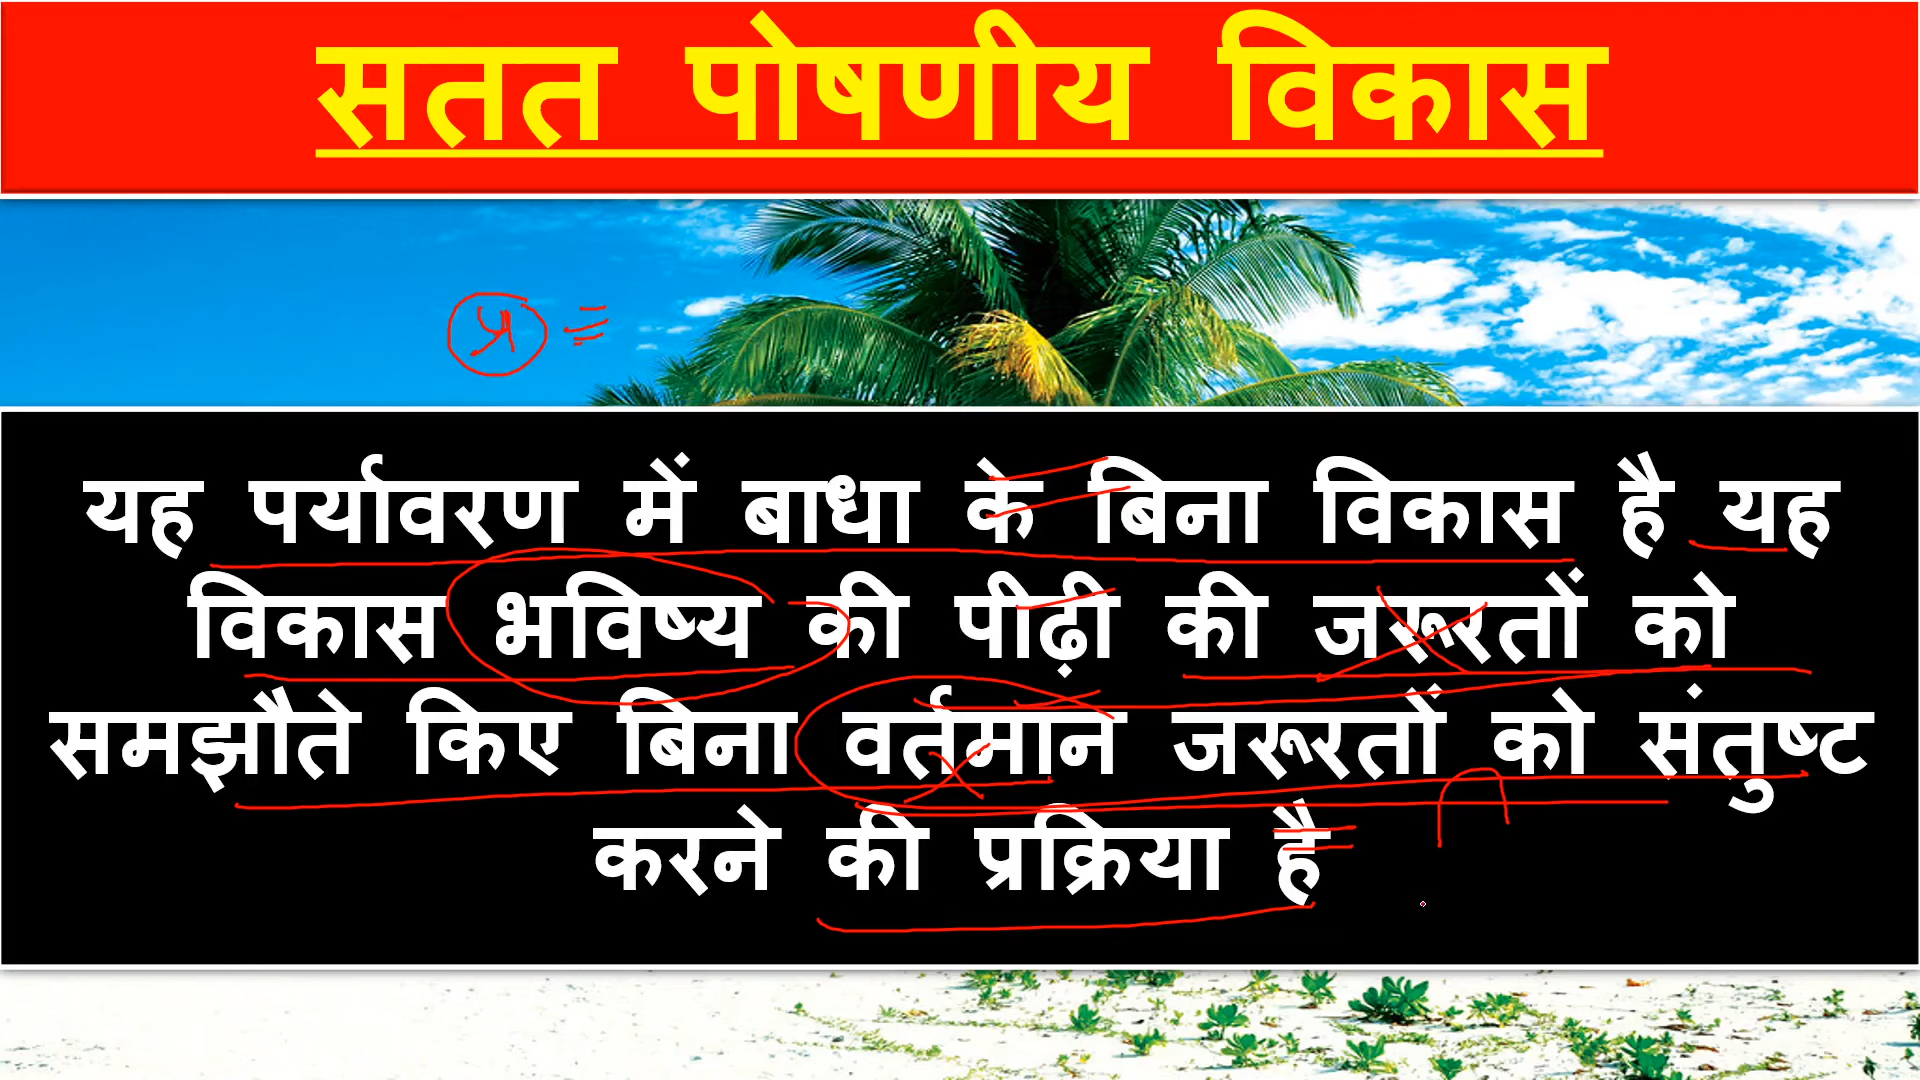 सतत पोषणीय विकास
यह पर्यावरण में बाधा के बिना विकास है यह
विकास भविष्य की पीढ़ी की जरूरतों को
समझौते किए बिना वर्तमान जरूरतों को संतुष्ट
करने की प्रक्रिया है